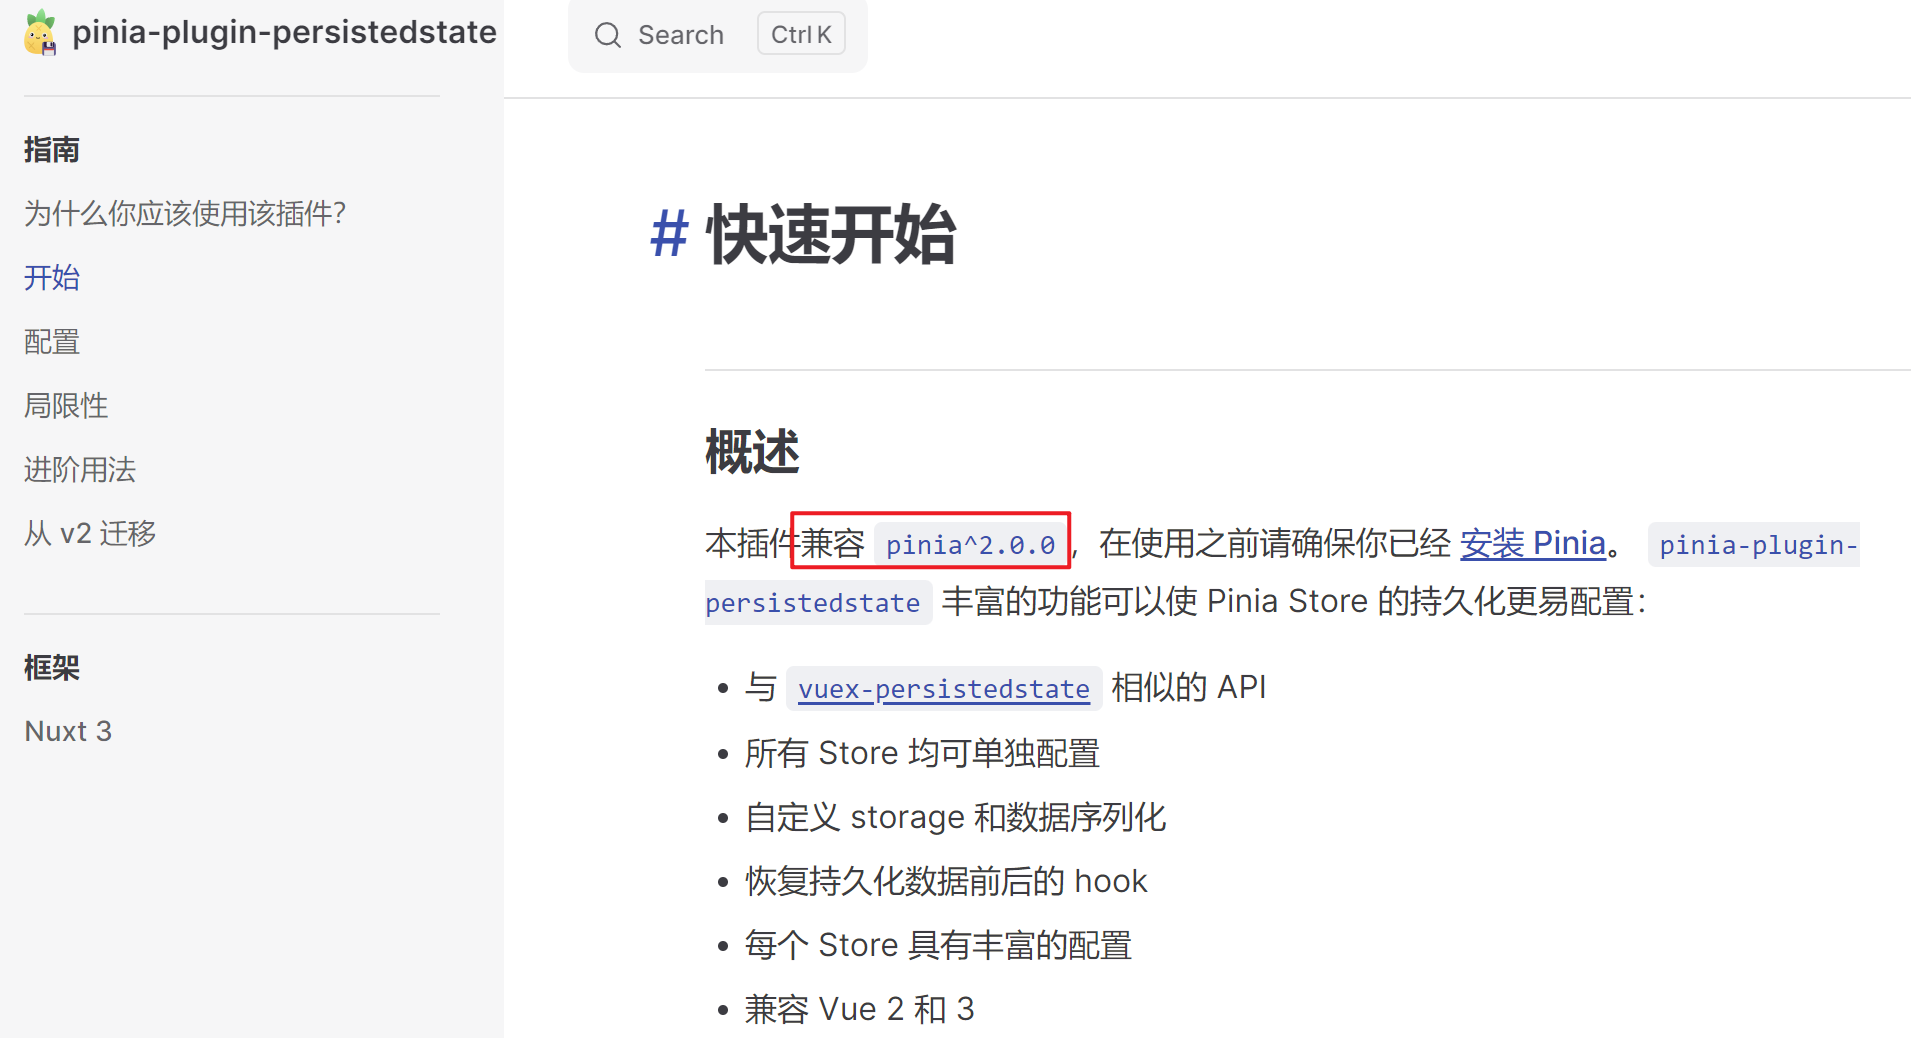 pinia-plugin-persistedstate
Search Ctrl K
指南
为什么你应该使用该插件?
开始
配置
局限性
进阶用法
从 v2 迁移
框架
Nuxt 3
# 快速开始
概述
本插件兼容 pinia^2.0.0，在使用之前请确保你已经 安装 Pinia。 pinia-plugin-
persistedstate 丰富的功能可以使 Pinia Store 的持久化更易配置：
• 与 vuex-persistedstate 相似的 API
• 所有 Store 均可单独配置
• 自定义 storage 和数据序列化
• 恢复持久化数据前后的 hook
• 每个 Store 具有丰富的配置
• 兼容 Vue 2 和 3